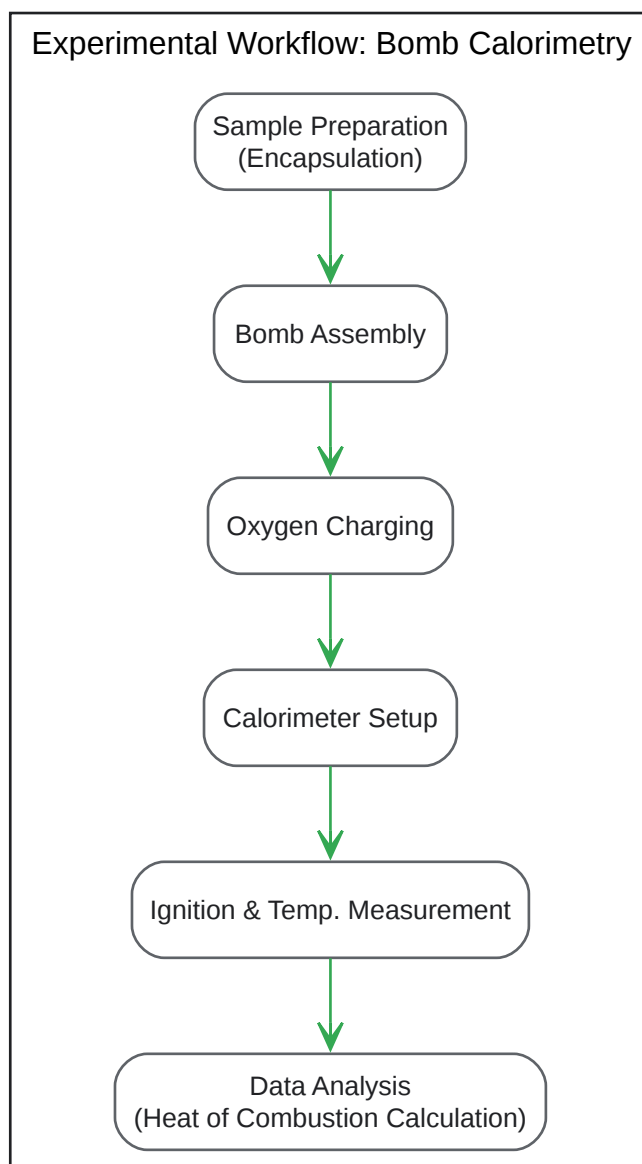 Experimental Workflow: Bomb Calorimetry
Sample Preparation
(Encapsulation)
Bomb Assembly
Oxygen Charging
Calorimeter Setup
Ignition & Temp. Measurement
Data Analysis
(Heat of Combustion Calculation)